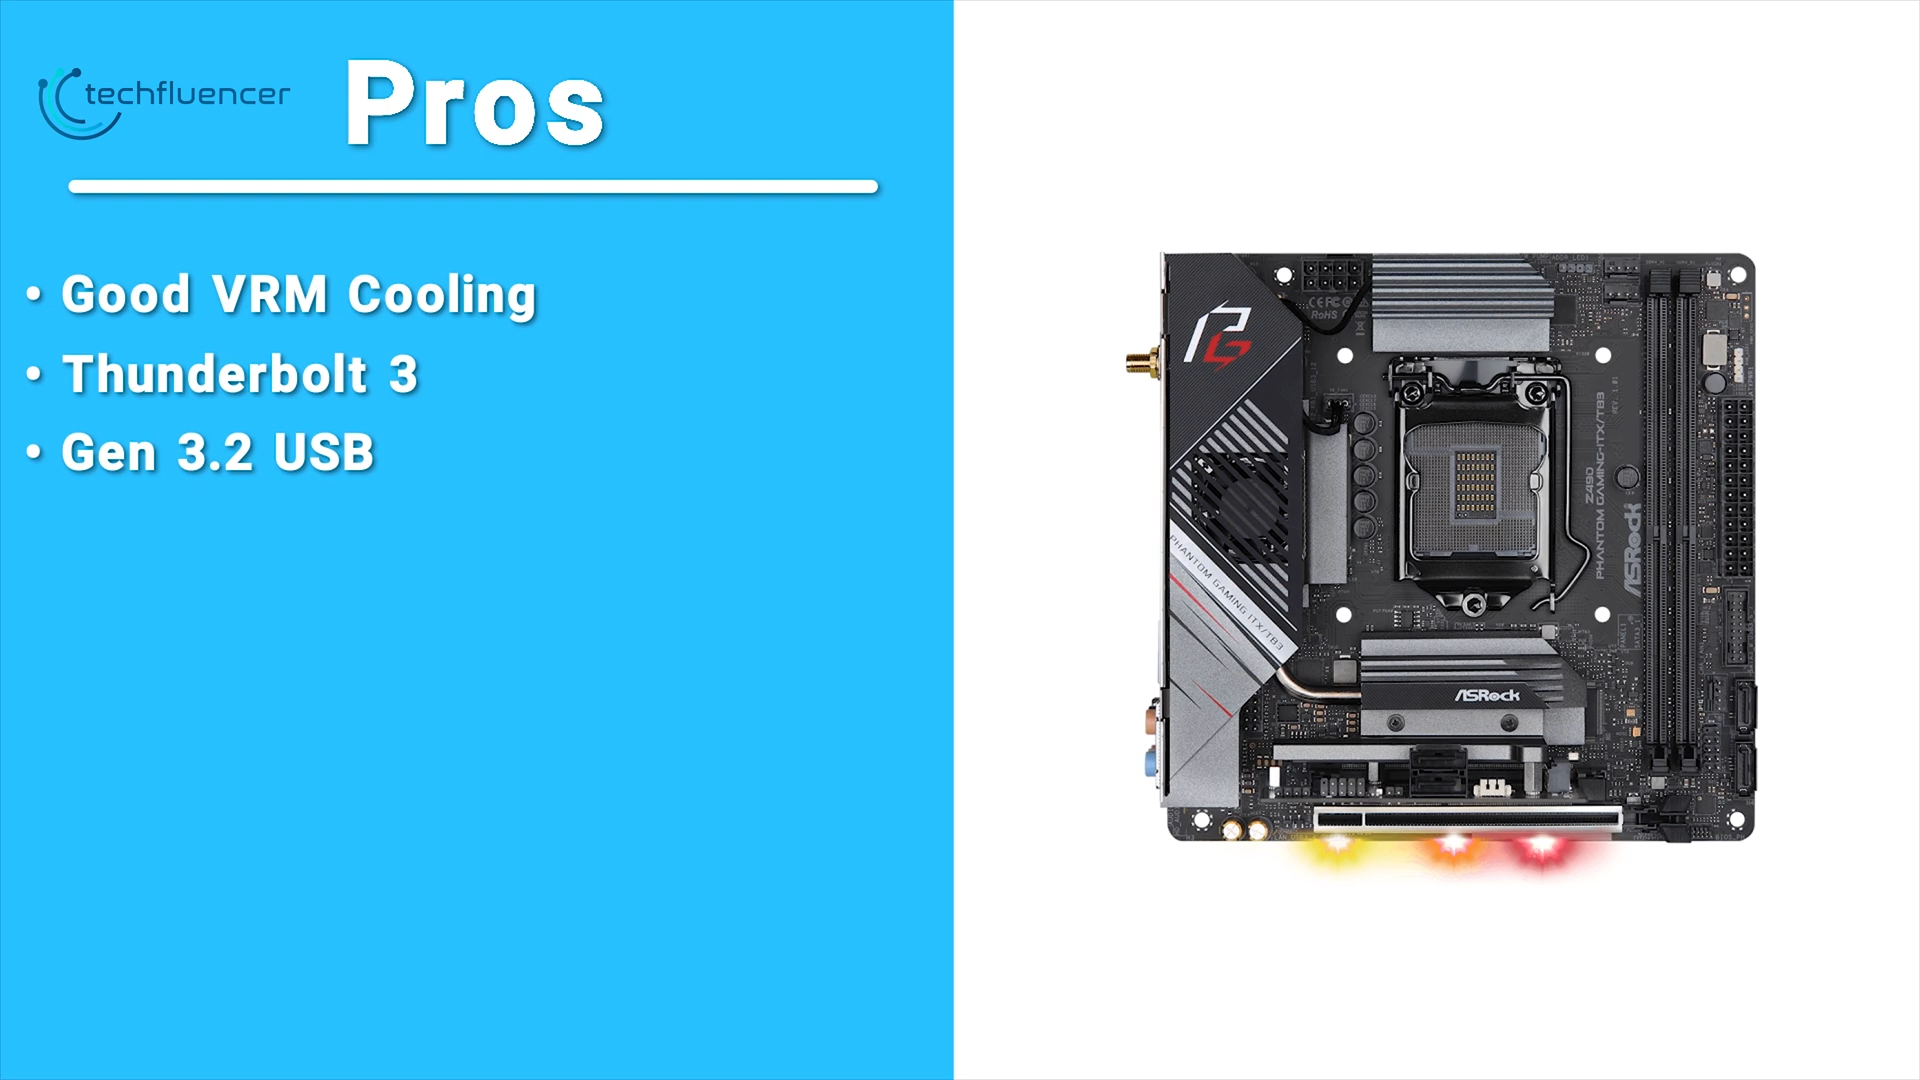 techfluencer
Pros
• Good VRM Cooling
• Thunderbolt 3
• Gen 3.2 USB
RoHS
PHANTOM GAMING ITX/TB3
Z490
PHANTOM GAMING-ITX/TB3
ASRock
ASRock